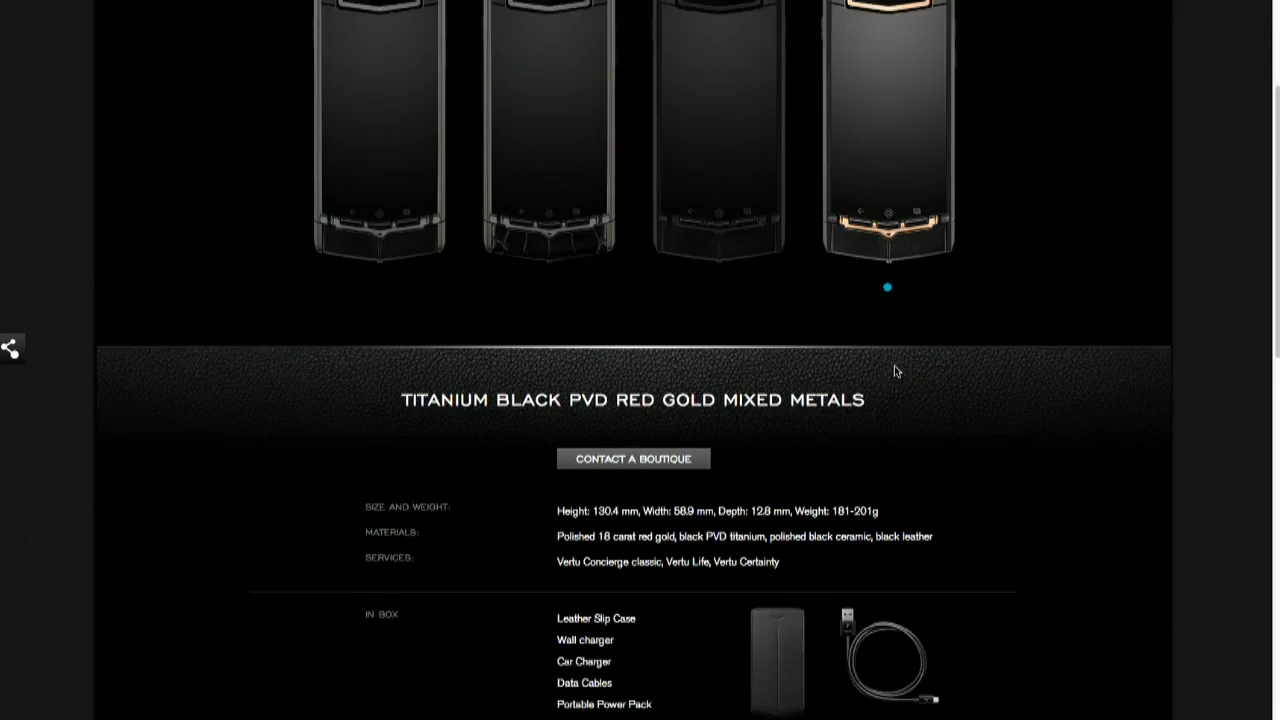 TITANIUM BLACK PVD RED GOLD MIXED METALS
CONTACT A BOUTIQUE
SIZE AND WEIGHT: Height: 130.4 mm, Width: 58.9 mm, Depth: 12.8 mm, Weight: 181-201g
MATERIALS: Polished 18 carat red gold, black PVD titanium, polished black ceramic, black leather
SERVICES: Vertu Concierge classic, Vertu Life, Vertu Certainty
IN BOX Leather Slip Case
Wall charger
Car Charger
Data Cables
Portable Power Pack